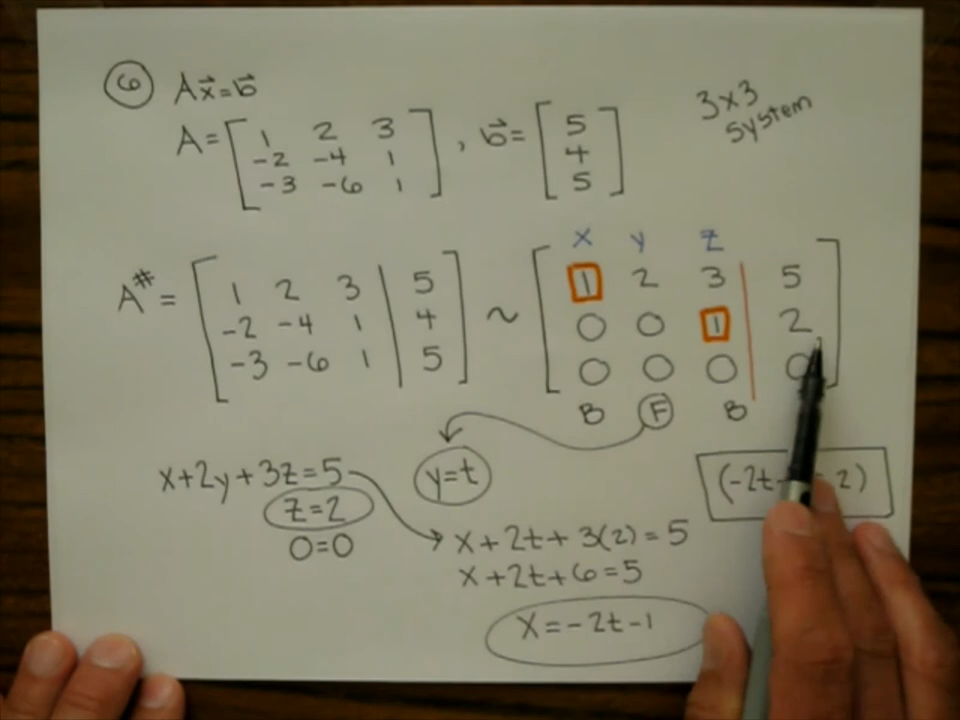 ⑥ Ax⃗=b⃗
3x3
system
A= [ 1 2 3
-2 -4 1
-3 -6 1 ] , b⃗= [ 5
4
5 ]
x y z
A^# = [ 1 2 3 | 5
-2 -4 1 | 4
-3 -6 1 | 5 ] ~ [ 1 2 3 | 5
0 0 1 | 2
0 0 0 | 0 ]
B F B
x+2y+3z=5
z=2
0=0
y=t
x+2t+3(2)=5
x+2t+6=5
x=-2t-1
(-2t 2)